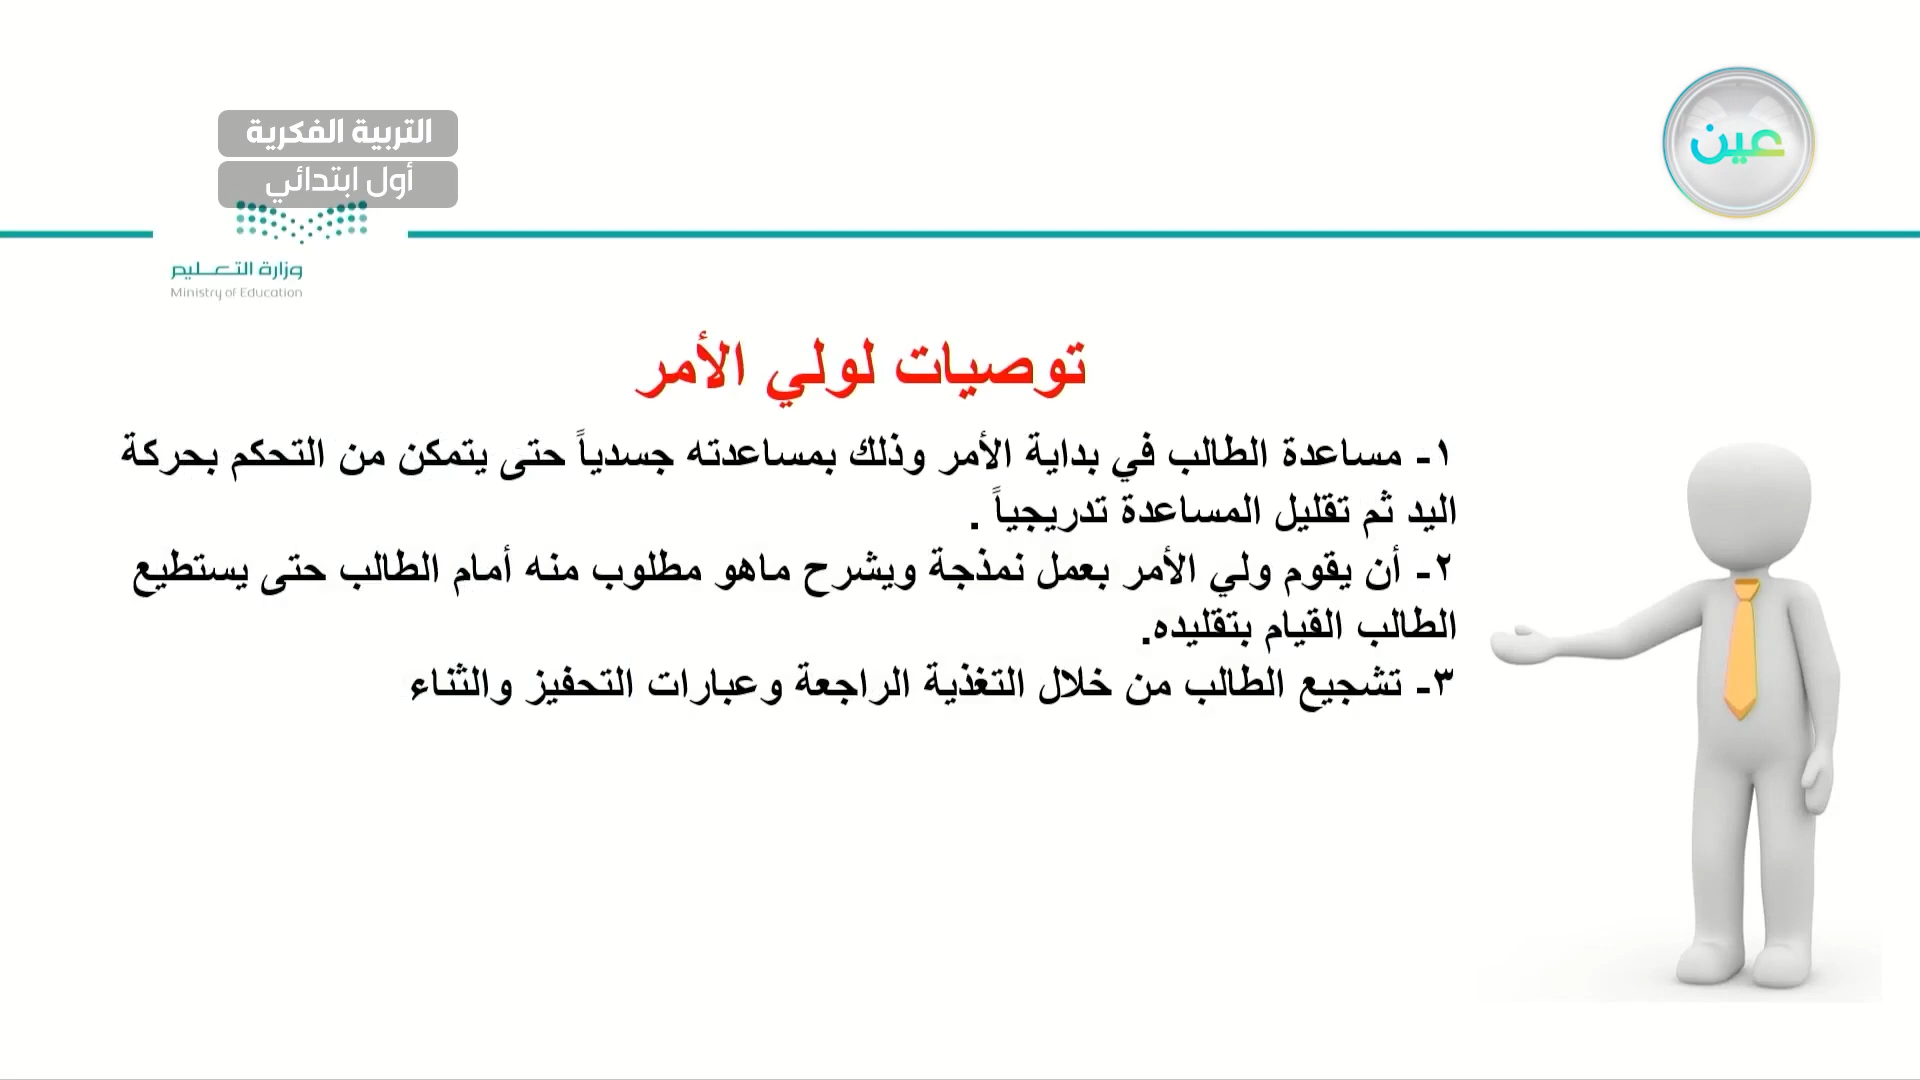 عين
التربية الفكرية
أول ابتدائي
وزارة التعـليم
Ministry of Education
توصيات لولي الأمر
١- مساعدة الطالب في بداية الأمر وذلك بمساعدته جسدياً حتى يتمكن من التحكم بحركة
اليد ثم تقليل المساعدة تدريجياً .
٢- أن يقوم ولي الأمر بعمل نمذجة ويشرح ماهو مطلوب منه أمام الطالب حتى يستطيع
الطالب القيام بتقليده.
٣- تشجيع الطالب من خلال التغذية الراجعة وعبارات التحفيز والثناء